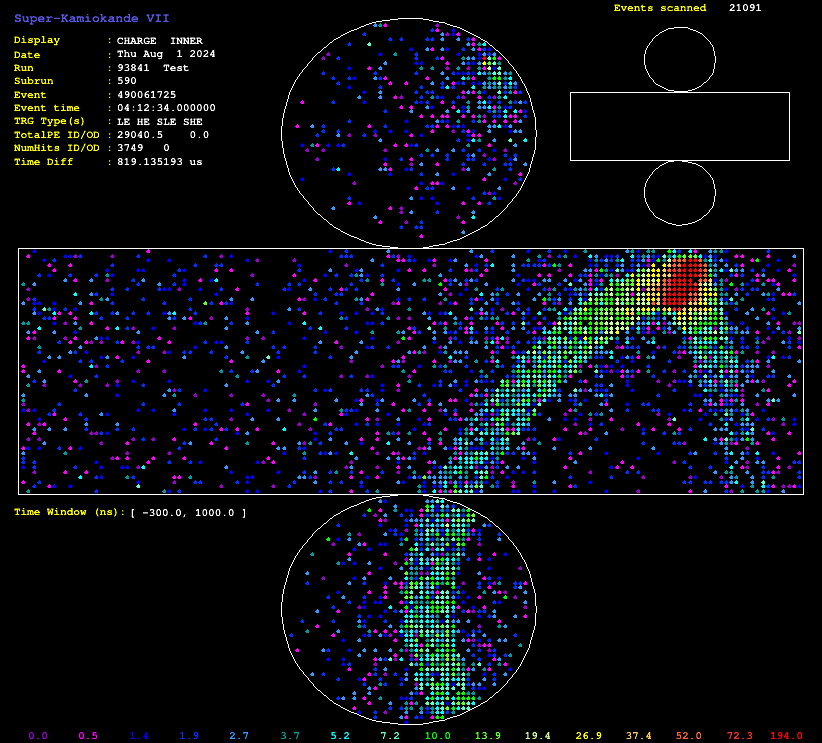 Super-Kamiokande VII
Events scanned 21091
Display : CHARGE INNER
Date : Thu Aug 1 2024
Run : 93841 Test
Subrun : 590
Event : 490061725
Event time : 04:12:34.000000
TRG Type(s) : LE HE SLE SHE
TotalPE ID/OD : 29040.5 0.0
NumHits ID/OD : 3749 0
Time Diff : 819.135193 us
Time Window (ns): [ -300.0, 1000.0 ]
0.0 0.5 1.4 1.9 2.7 3.7 5.2 7.2 10.0 13.9 19.4 26.9 37.4 52.0 72.3 194.0